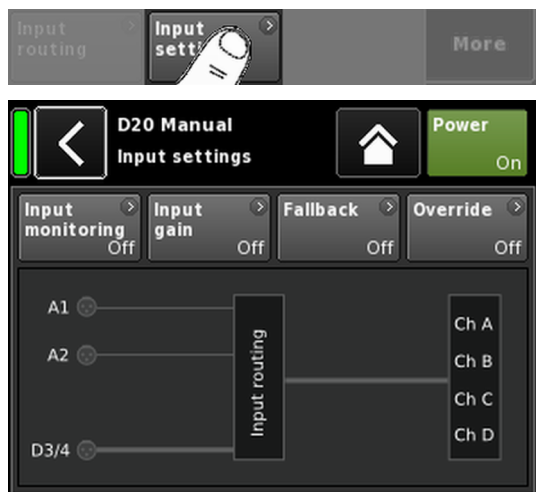 Input
routing
Input
setti
More
D20 Manual
Input settings
Power
On
Input
monitoring
Off
Input
gain
Off
Fallback
Off
Override
Off
A1
A2
D3/4
Input routing
Ch A
Ch B
Ch C
Ch D